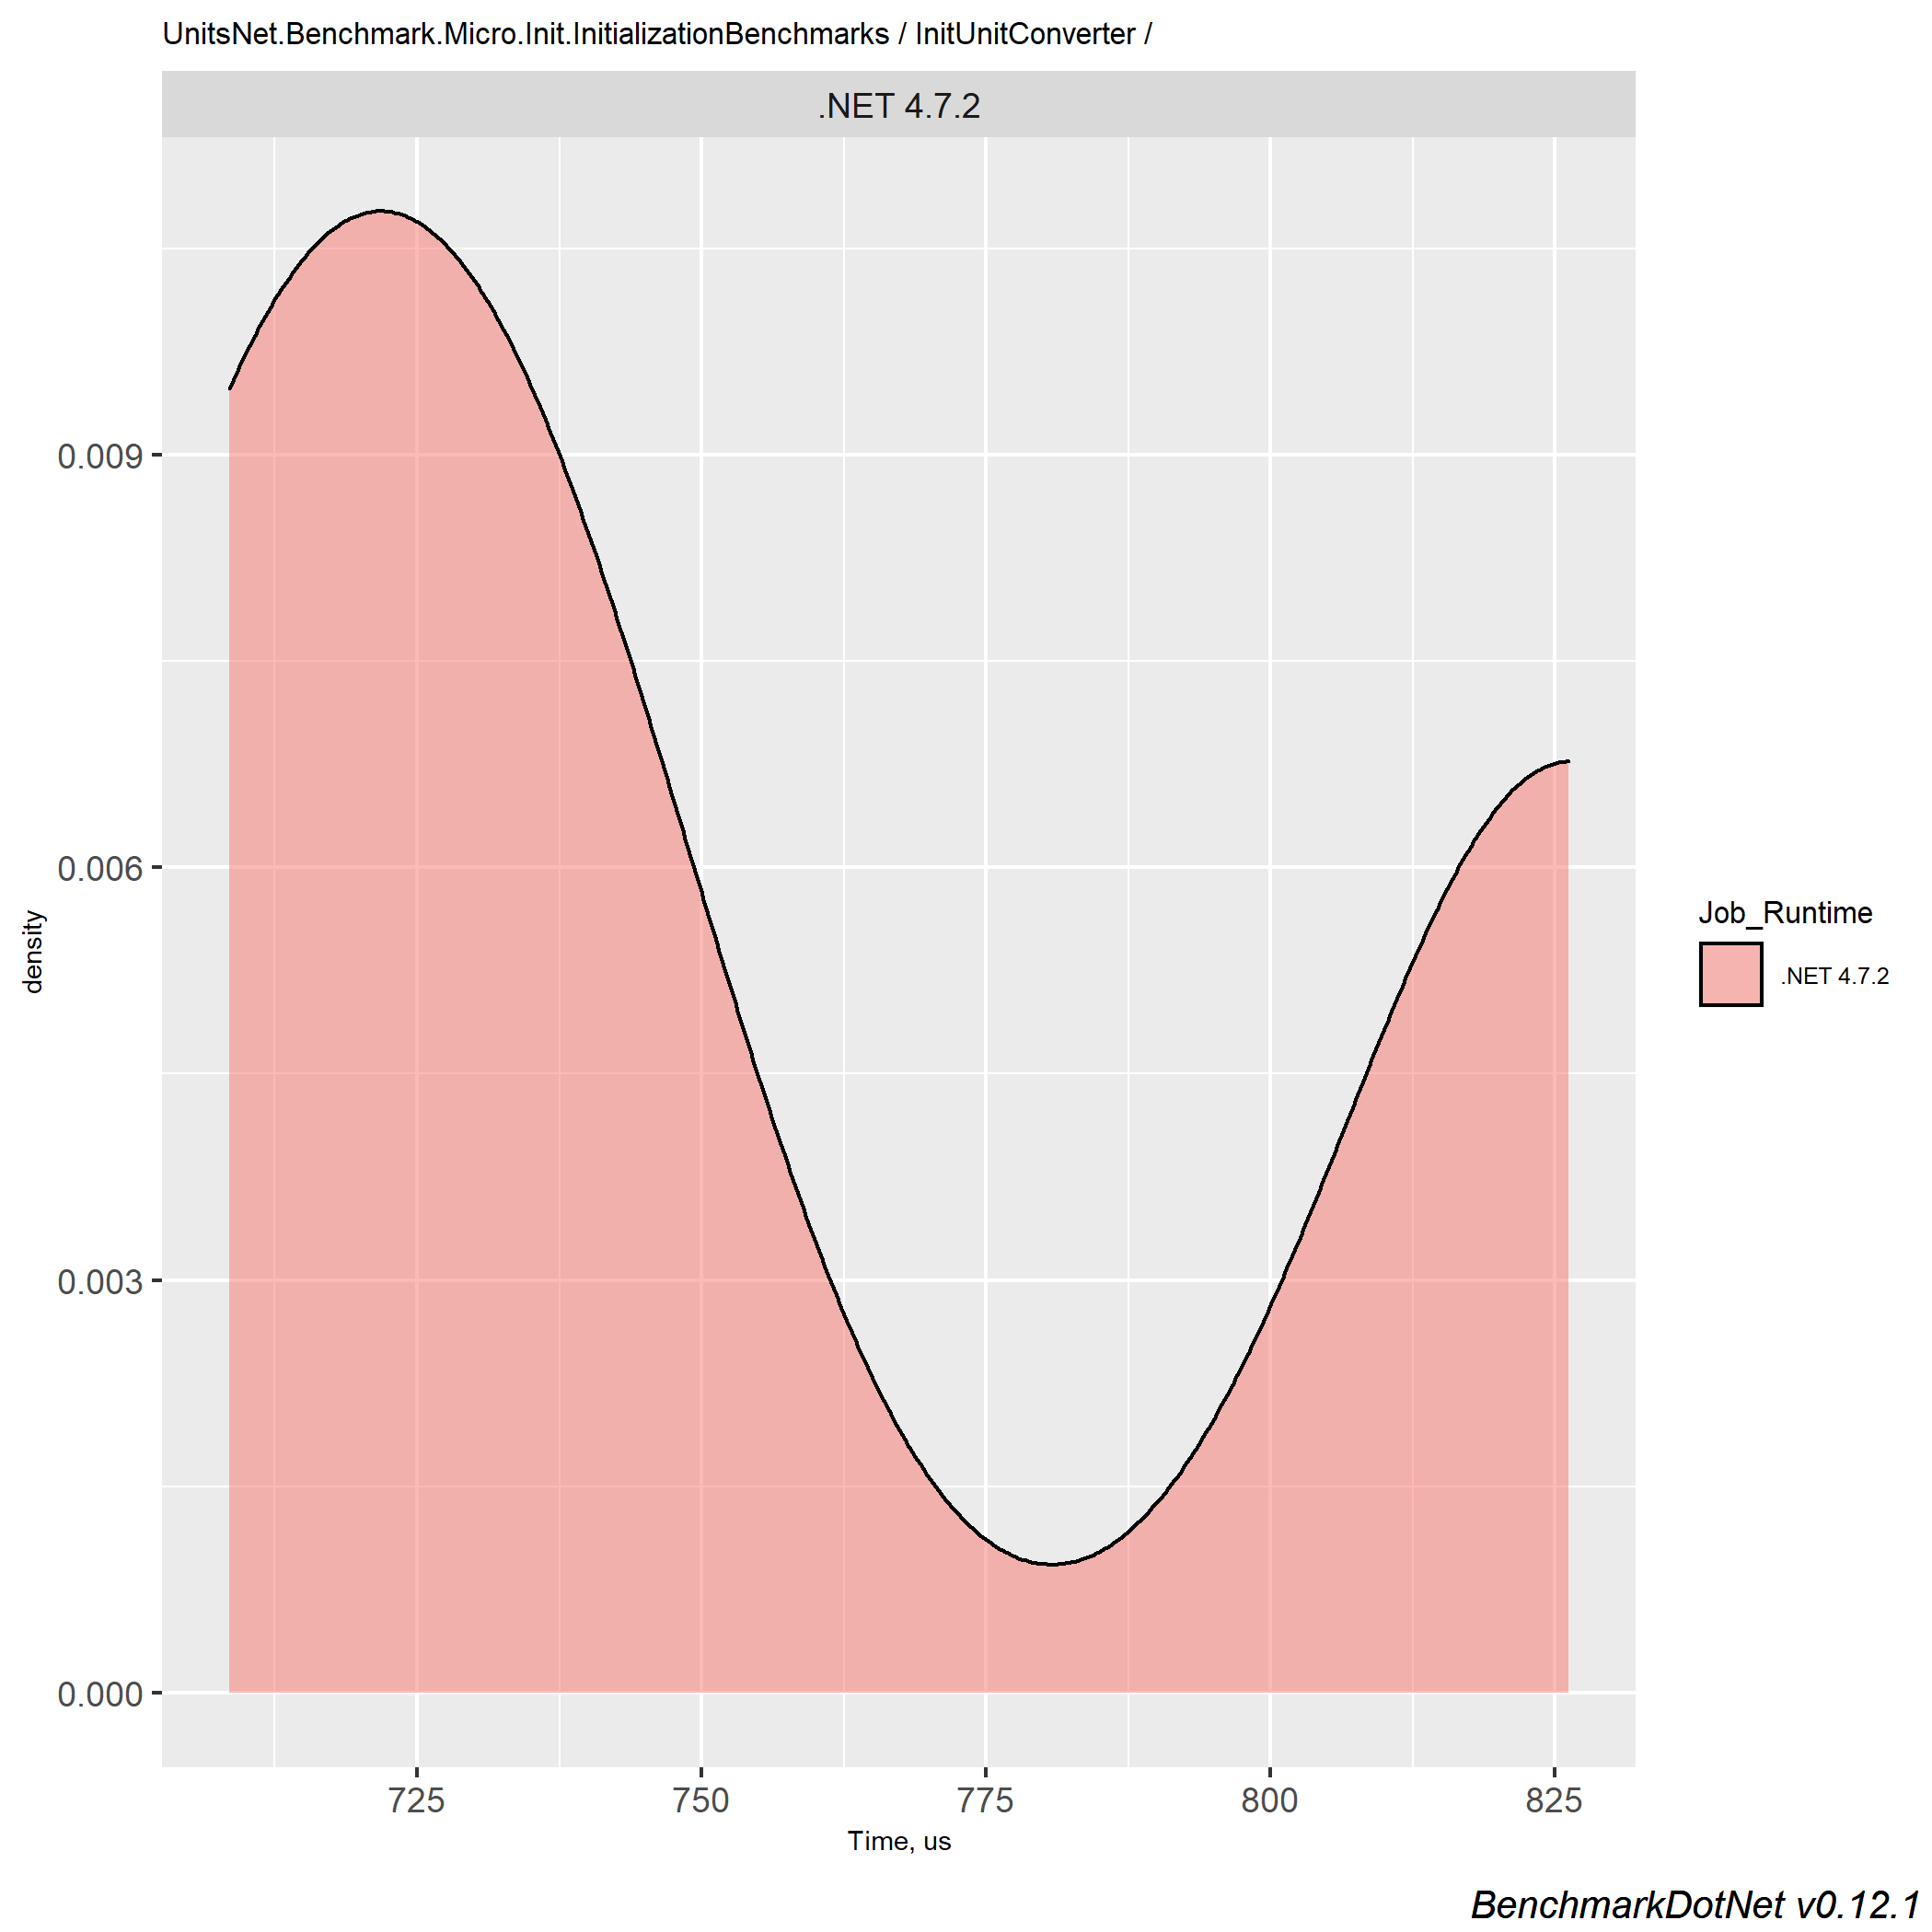 UnitsNet.Benchmark.Micro.Init.InitializationBenchmarks / InitUnitConverter /
.NET 4.7.2
0.009
0.006
0.003
0.000
density
725 750 775 800 825
Time, us
Job_Runtime
.NET 4.7.2
BenchmarkDotNet v0.12.1